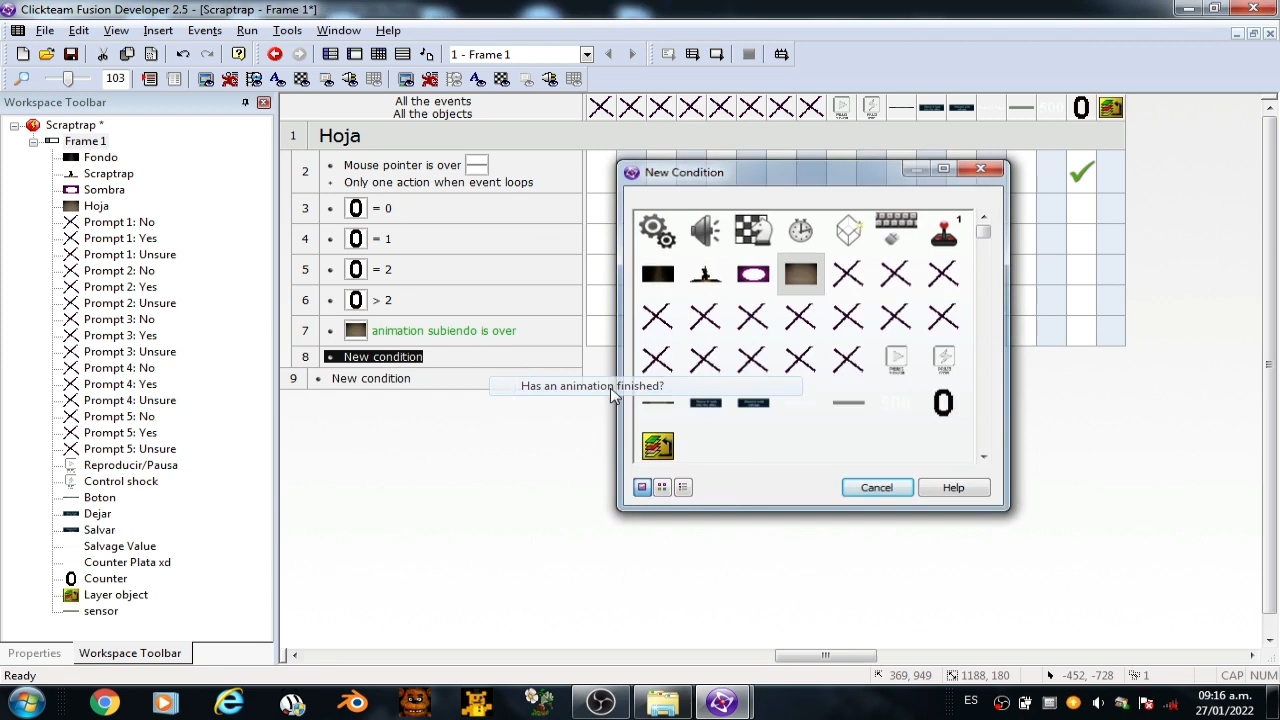 Clickteam Fusion Developer 2.5 - [Scraptrap - Frame 1*]
File Edit View Insert Events Run Tools Window Help
1 - Frame 1
103
Workspace Toolbar
Scraptrap *
Frame 1
Fondo
Scraptrap
Sombra
Hoja
Prompt 1: No
Prompt 1: Yes
Prompt 1: Unsure
Prompt 2: No
Prompt 2: Yes
Prompt 2: Unsure
Prompt 3: No
Prompt 3: Yes
Prompt 3: Unsure
Prompt 4: No
Prompt 4: Yes
Prompt 4: Unsure
Prompt 5: No
Prompt 5: Yes
Prompt 5: Unsure
Reproducir/Pausa
Control shock
Boton
Dejar
Salvar
Salvage Value
Counter Plata xd
Counter
Layer object
sensor
Properties Workspace Toolbar
All the events
All the objects
0
1 Hoja
2 • Mouse pointer is over
+ Only one action when event loops
3 • 0 = 0
4 • 0 = 1
5 • 0 = 2
6 • 0 > 2
7 • animation subiendo is over
8 • New condition
9 • New condition
New Condition
1
Has an animation finished?
0
Cancel Help
Ready
369, 949 1188, 180 -452, -728 1 CAP NUM
ES 09:16 a.m.
27/01/2022